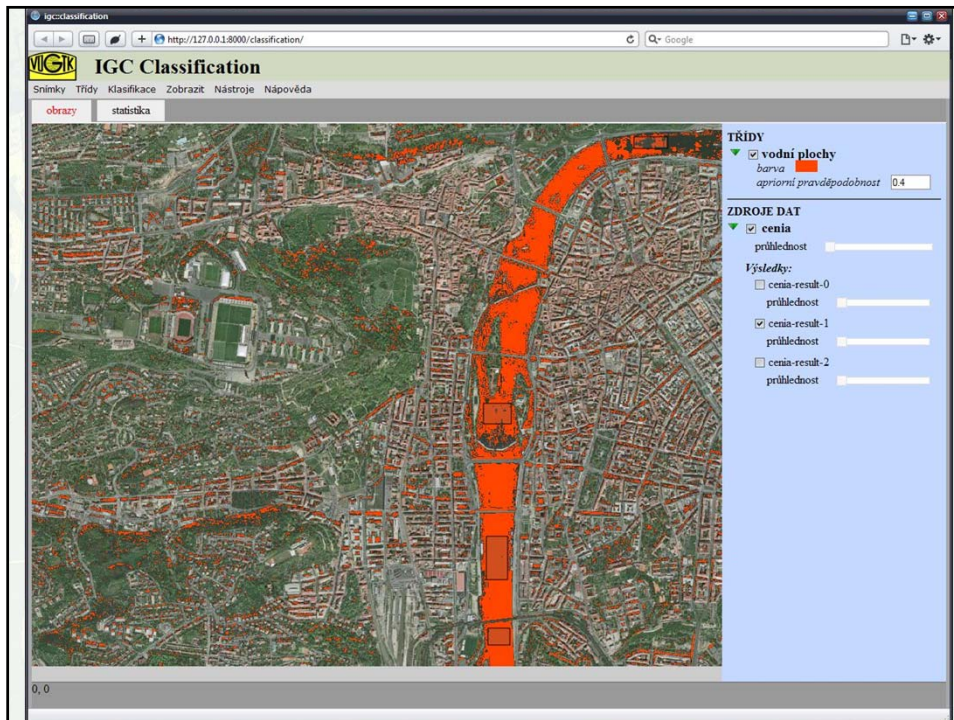 igc::classification
http://127.0.0.1:8000/classification/
Google
VÚGTK
IGC Classification
Snímky Třídy Klasifikace Zobrazit Nástroje Nápověda
obrazy statistika
TŘÍDY
vodní plochy
barva
apriorní pravděpodobnost 0.4
ZDROJE DAT
cenia
průhlednost
Výsledky:
cenia-result-0
průhlednost
cenia-result-1
průhlednost
cenia-result-2
průhlednost
0, 0